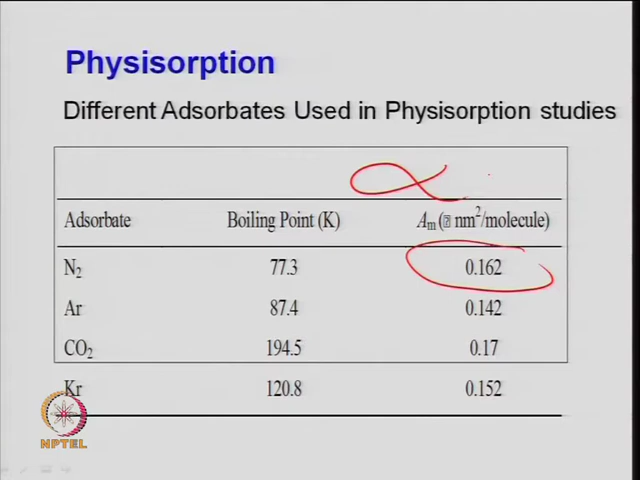 Physisorption
Different Adsorbates Used in Physisorption studies
α
Adsorbate Boiling Point (K) Am ( nm²/molecule)
N₂ 77.3 0.162
Ar 87.4 0.142
CO₂ 194.5 0.17
Kr 120.8 0.152
NPTEL